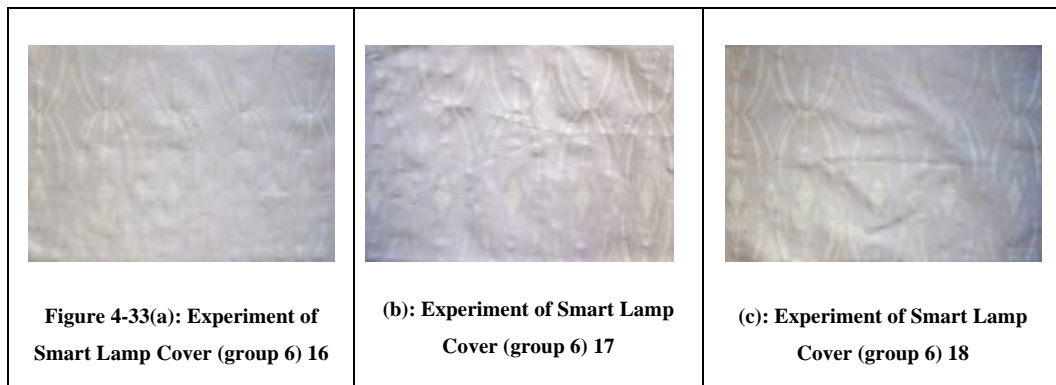 Figure 4-33(a): Experiment of
Smart Lamp Cover (group 6) 16
(b): Experiment of Smart Lamp
Cover (group 6) 17
(c): Experiment of Smart Lamp
Cover (group 6) 18